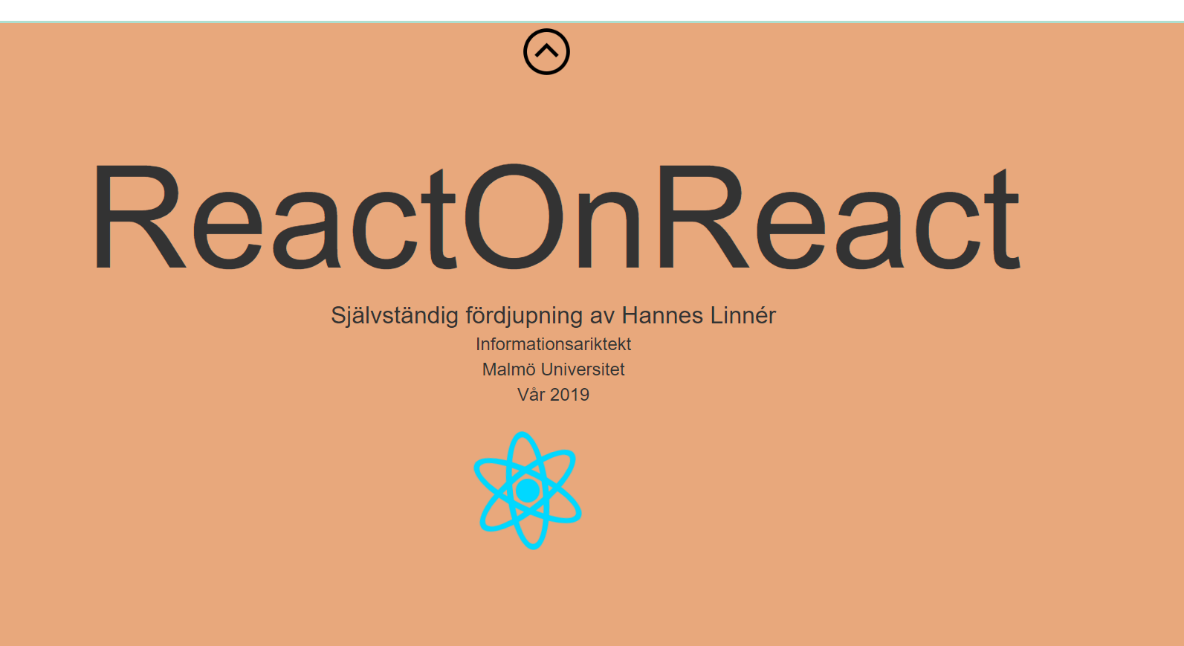 ReactOnReact
Självständig fördjupning av Hannes Linnér
Informationsariktekt
Malmö Universitet
Vår 2019